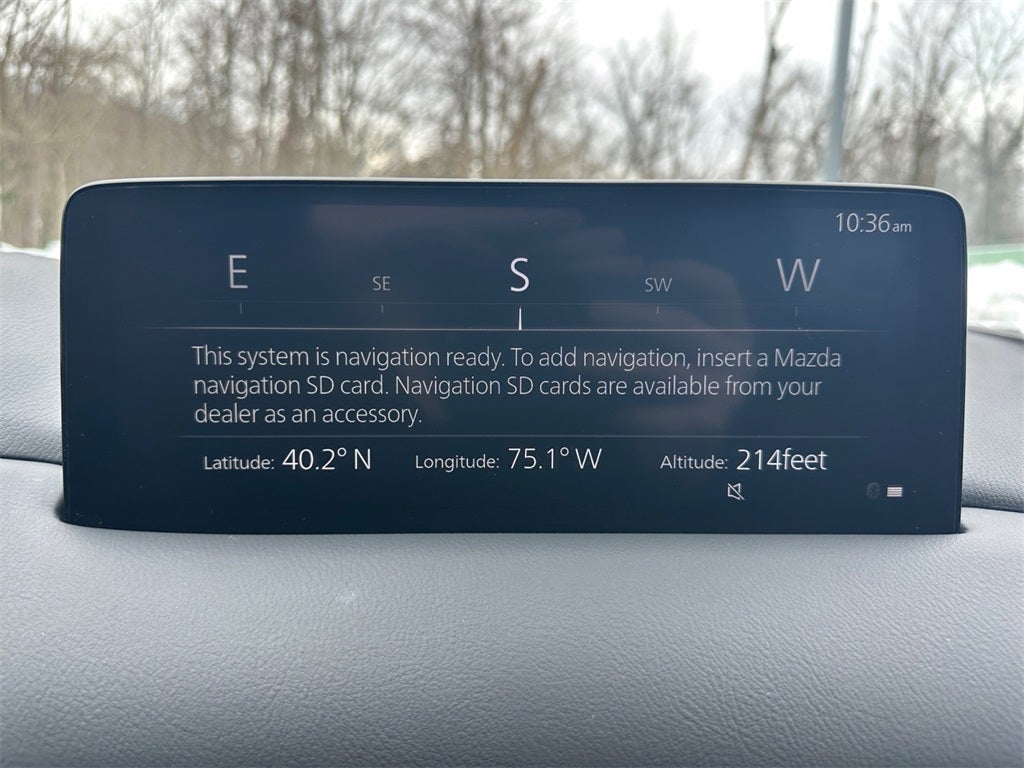 10:36am
E SE S SW W
This system is navigation ready. To add navigation, insert a Mazda
navigation SD card. Navigation SD cards are available from your
dealer as an accessory.
Latitude: 40.2° N Longitude: 75.1° W Altitude: 214feet